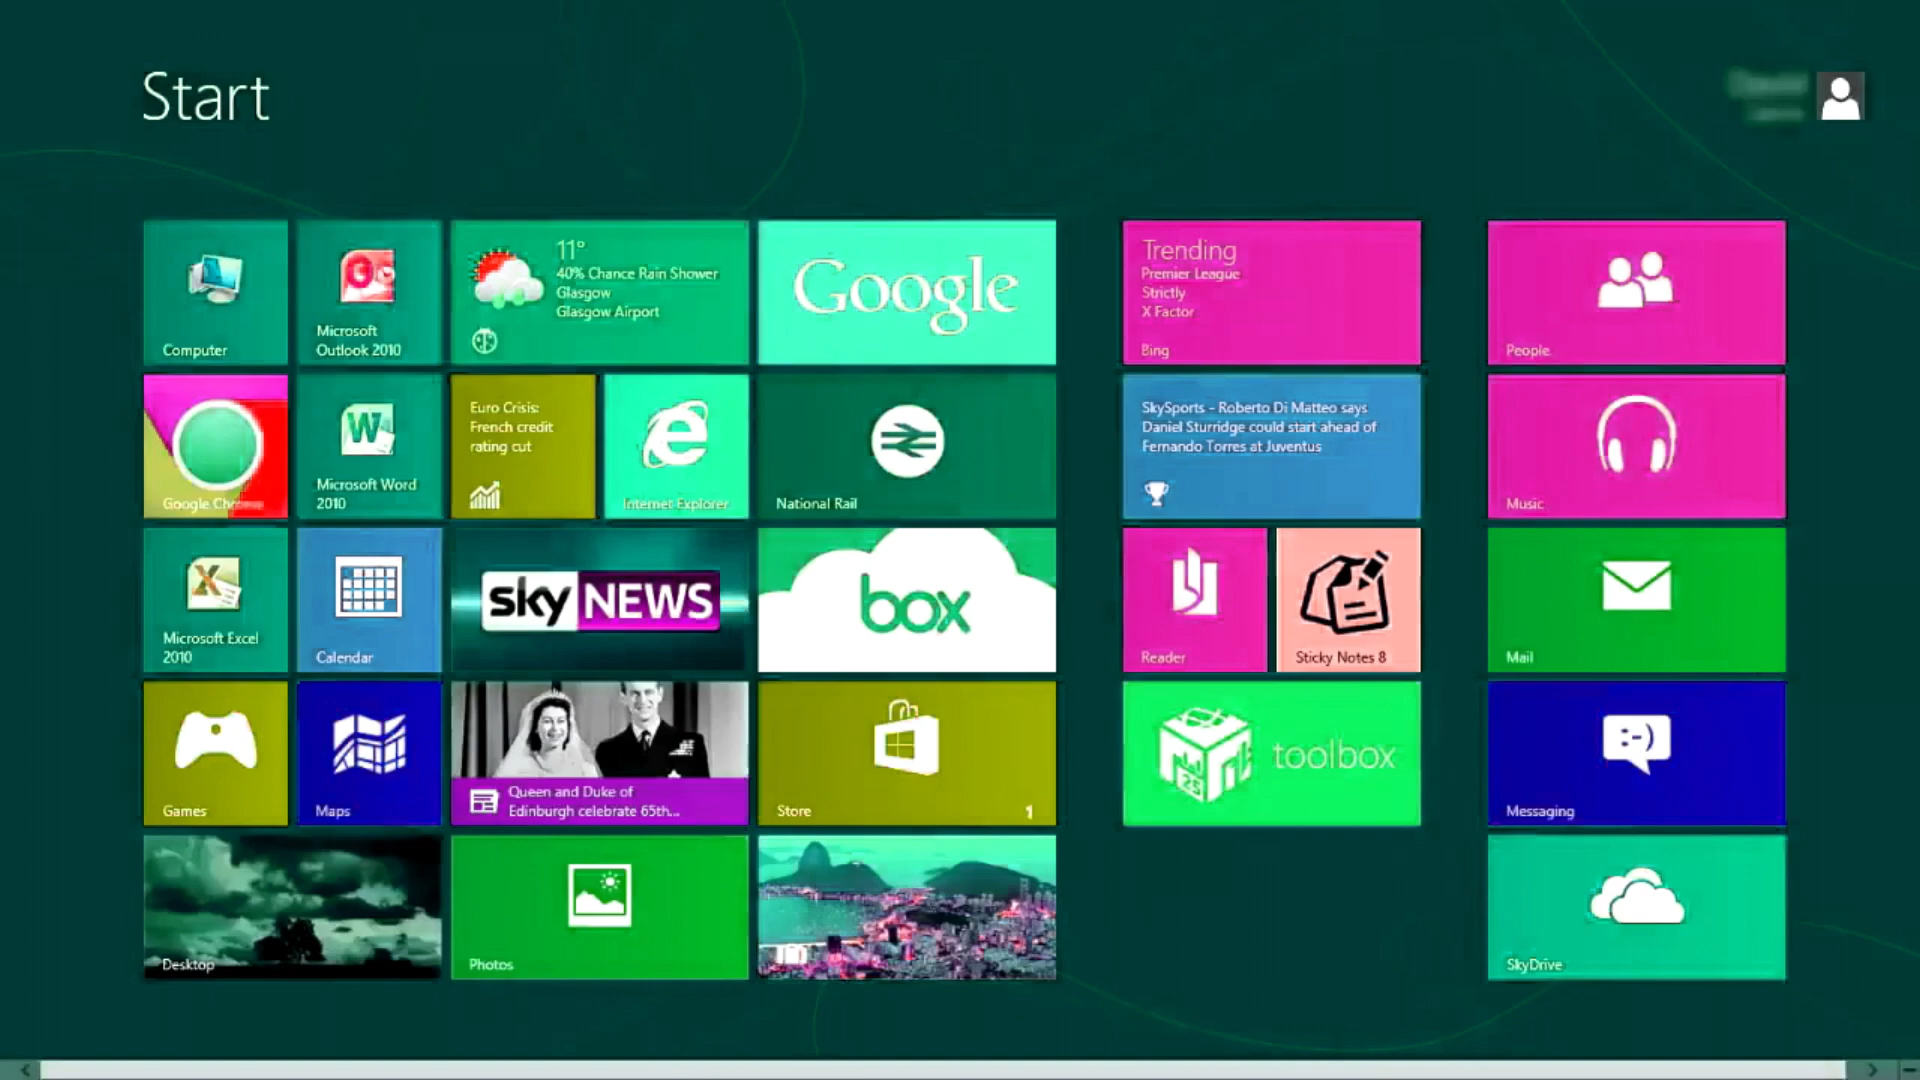 Start
Computer
Microsoft
Outlook 2010
11°
40% Chance Rain Shower
Glasgow
Glasgow Airport
Google
Trending
Premier League
Strictly
X Factor
Bing
People
Google Chrome
W
Microsoft Word
2010
Euro Crisis:
French credit
rating cut
Internet Explorer
National Rail
SkySports - Roberto Di Matteo says
Daniel Sturridge could start ahead of
Fernando Torres at Juventus
Music
X
Microsoft Excel
2010
Calendar
sky NEWS
box
Reader
Sticky Notes 8
Mail
Games
Maps
Queen and Duke of
Edinburgh celebrate 65th...
Store
1
25
toolbox
:-)
Messaging
Desktop
Photos
SkyDrive